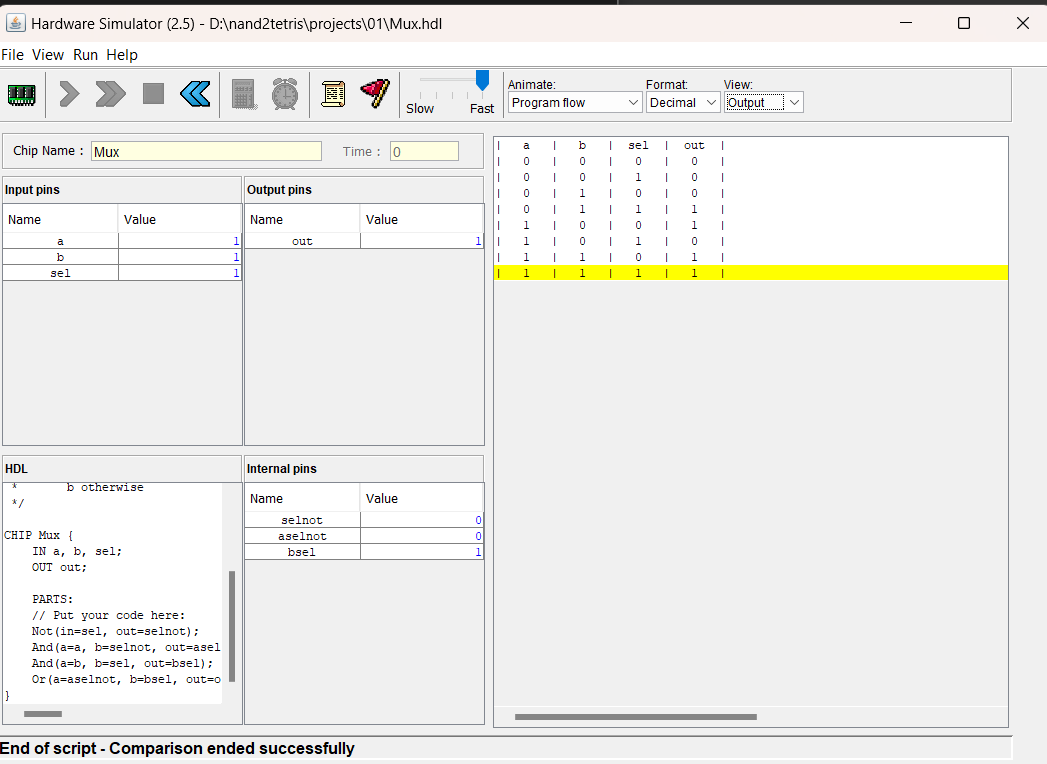 Hardware Simulator (2.5) - D:\nand2tetris\projects\01\Mux.hdl
File View Run Help
Slow Fast
Animate: Format: View:
Program flow Decimal Output
Chip Name : Mux Time : 0
Input pins
Name Value
a 1
b 1
sel 1
Output pins
Name Value
out 1
HDL
* b otherwise
*/
CHIP Mux {
IN a, b, sel;
OUT out;
PARTS:
// Put your code here:
Not(in=sel, out=selnot);
And(a=a, b=selnot, out=asel
And(a=b, b=sel, out=bsel);
Or(a=aselnot, b=bsel, out=o
}
Internal pins
Name Value
selnot 0
aselnot 0
bsel 1
| a | b | sel | out |
| 0 | 0 | 0 | 0 |
| 0 | 0 | 1 | 0 |
| 0 | 1 | 0 | 0 |
| 0 | 1 | 1 | 1 |
| 1 | 0 | 0 | 1 |
| 1 | 0 | 1 | 0 |
| 1 | 1 | 0 | 1 |
| 1 | 1 | 1 | 1 |
End of script - Comparison ended successfully